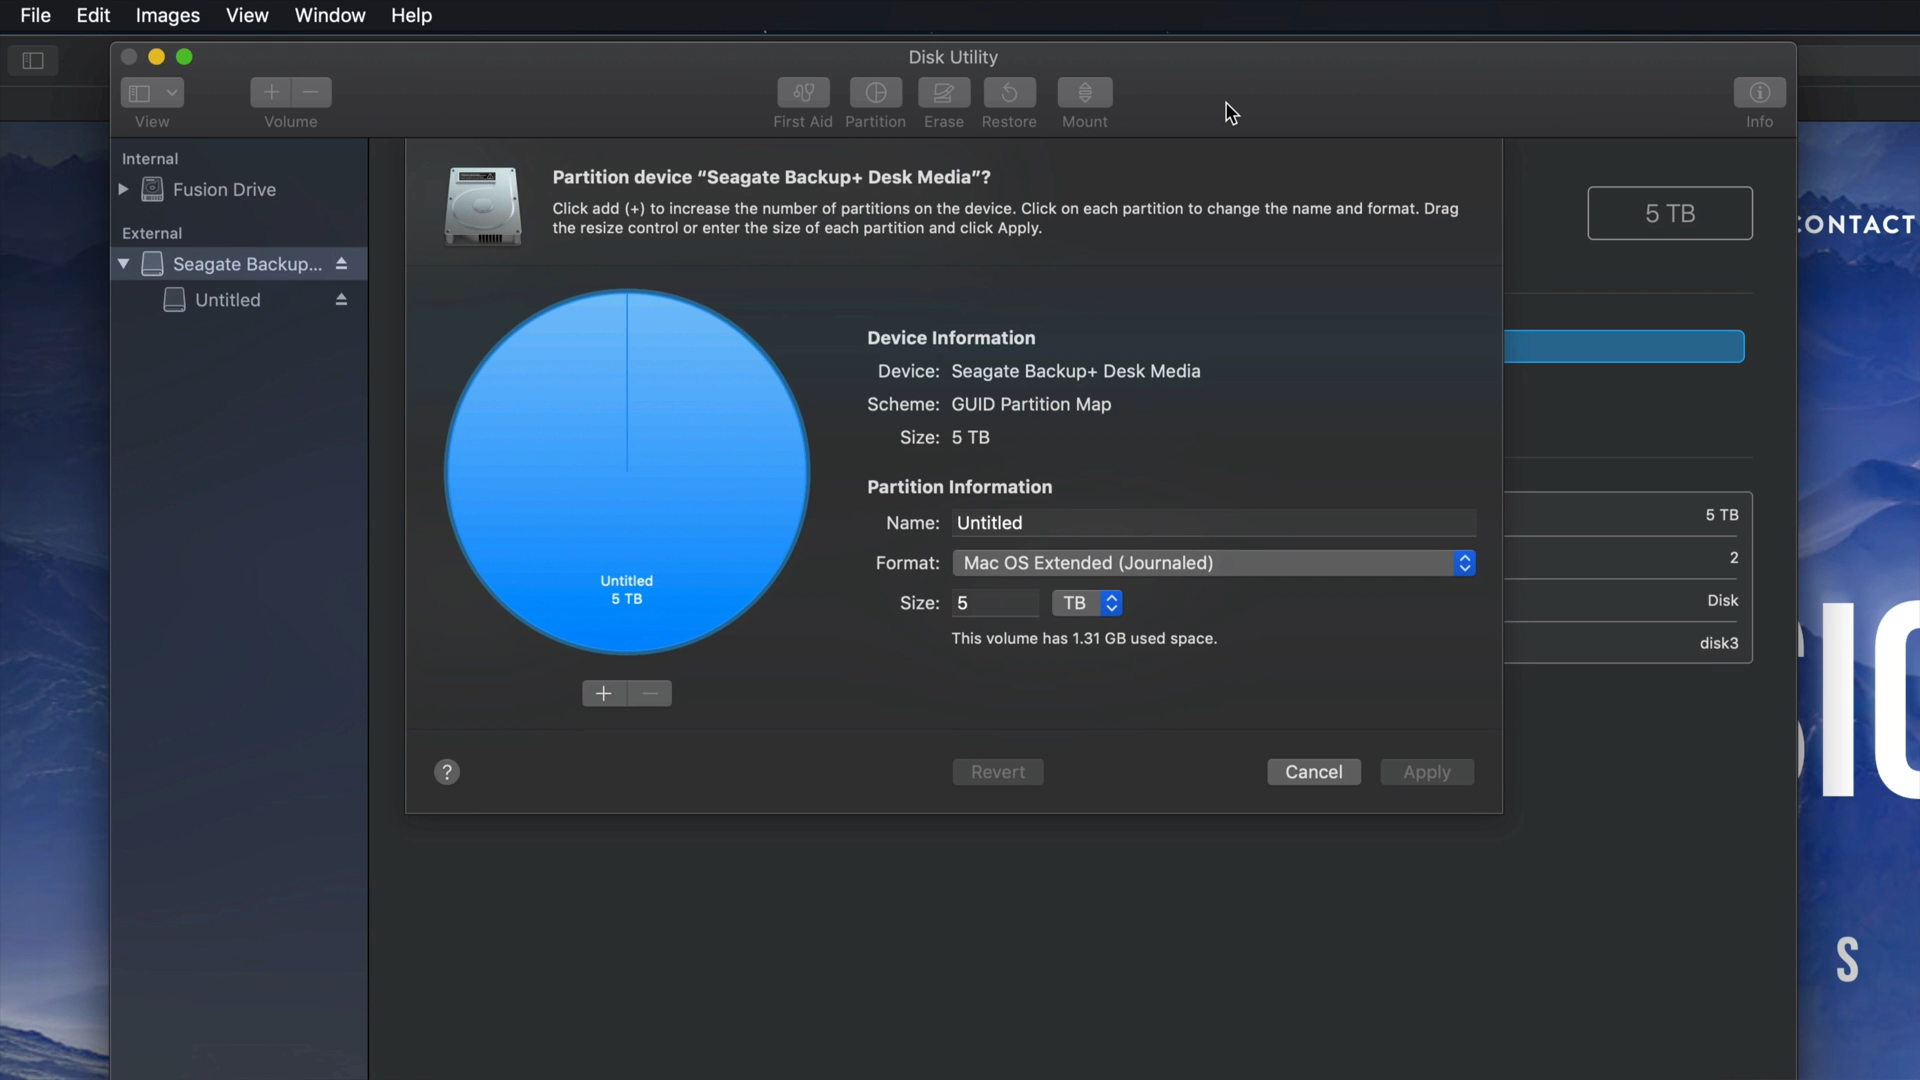 File Edit Images View Window Help
Disk Utility
View Volume First Aid Partition Erase Restore Mount Info
Internal
Fusion Drive
External
Seagate Backup...
Untitled
Partition device “Seagate Backup+ Desk Media”?
Click add (+) to increase the number of partitions on the device. Click on each partition to change the name and format. Drag
the resize control or enter the size of each partition and click Apply.
5 TB
CONTACT
Device Information
Device: Seagate Backup+ Desk Media
Scheme: GUID Partition Map
Size: 5 TB
Partition Information
Name: Untitled
Format: Mac OS Extended (Journaled)
Size: 5 TB
This volume has 1.31 GB used space.
Untitled
5 TB
+ −
5 TB
2
Disk
disk3
? Revert Cancel Apply
S